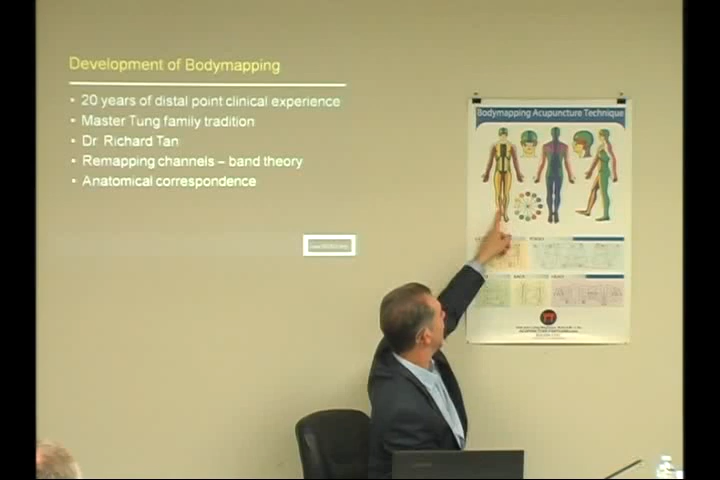 Development of Bodymapping
20 years of distal point clinical experience
Master Tung family tradition
Dr. Richard Tan
Remapping channels – band theory
Anatomical correspondence
Bodymapping Acupuncture Technique